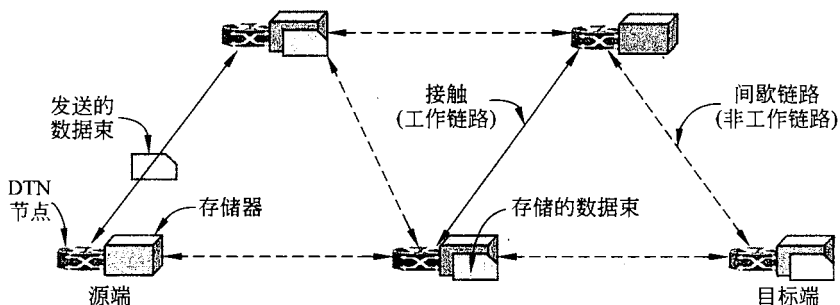 发送的
数据束
接触
(工作链路)
间歇链路
(非工作链路)
DTN
节点
存储器
存储的数据束
源端
目标端